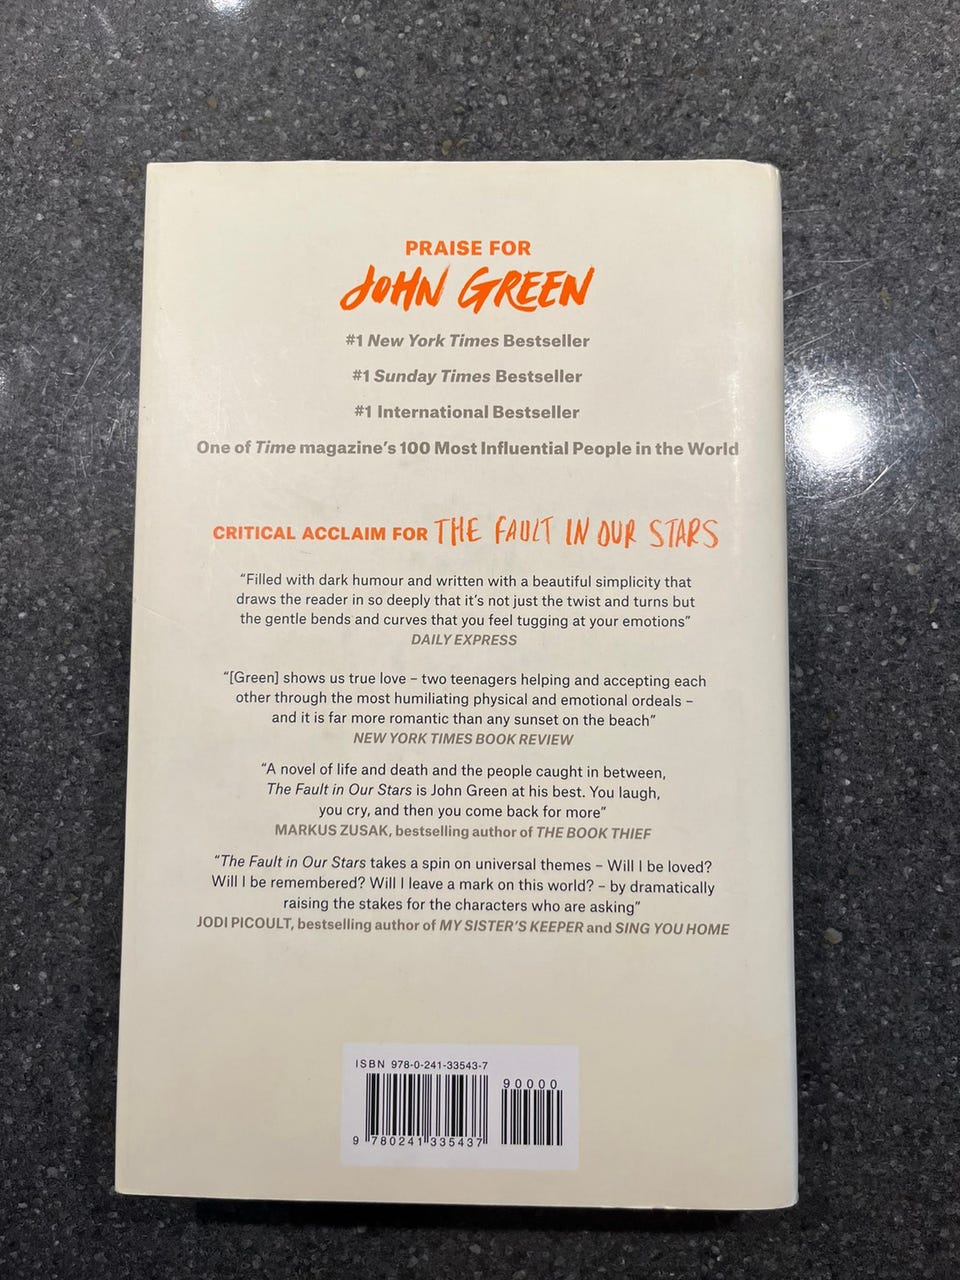 PRAISE FOR
JOHN GREEN
#1 New York Times Bestseller
#1 Sunday Times Bestseller
#1 International Bestseller
One of Time magazine's 100 Most Influential People in the World
CRITICAL ACCLAIM FOR THE FAULT IN OUR STARS
“Filled with dark humour and written with a beautiful simplicity that
draws the reader in so deeply that it's not just the twist and turns but
the gentle bends and curves that you feel tugging at your emotions”
DAILY EXPRESS
“[Green] shows us true love – two teenagers helping and accepting each
other through the most humiliating physical and emotional ordeals –
and it is far more romantic than any sunset on the beach”
NEW YORK TIMES BOOK REVIEW
“A novel of life and death and the people caught in between,
The Fault in Our Stars is John Green at his best. You laugh,
you cry, and then you come back for more”
MARKUS ZUSAK, bestselling author of THE BOOK THIEF
“The Fault in Our Stars takes a spin on universal themes – Will I be loved?
Will I be remembered? Will I leave a mark on this world? – by dramatically
raising the stakes for the characters who are asking”
JODI PICOULT, bestselling author of MY SISTER'S KEEPER and SING YOU HOME
ISBN 978-0-241-33543-7
90000
9 780241 335437